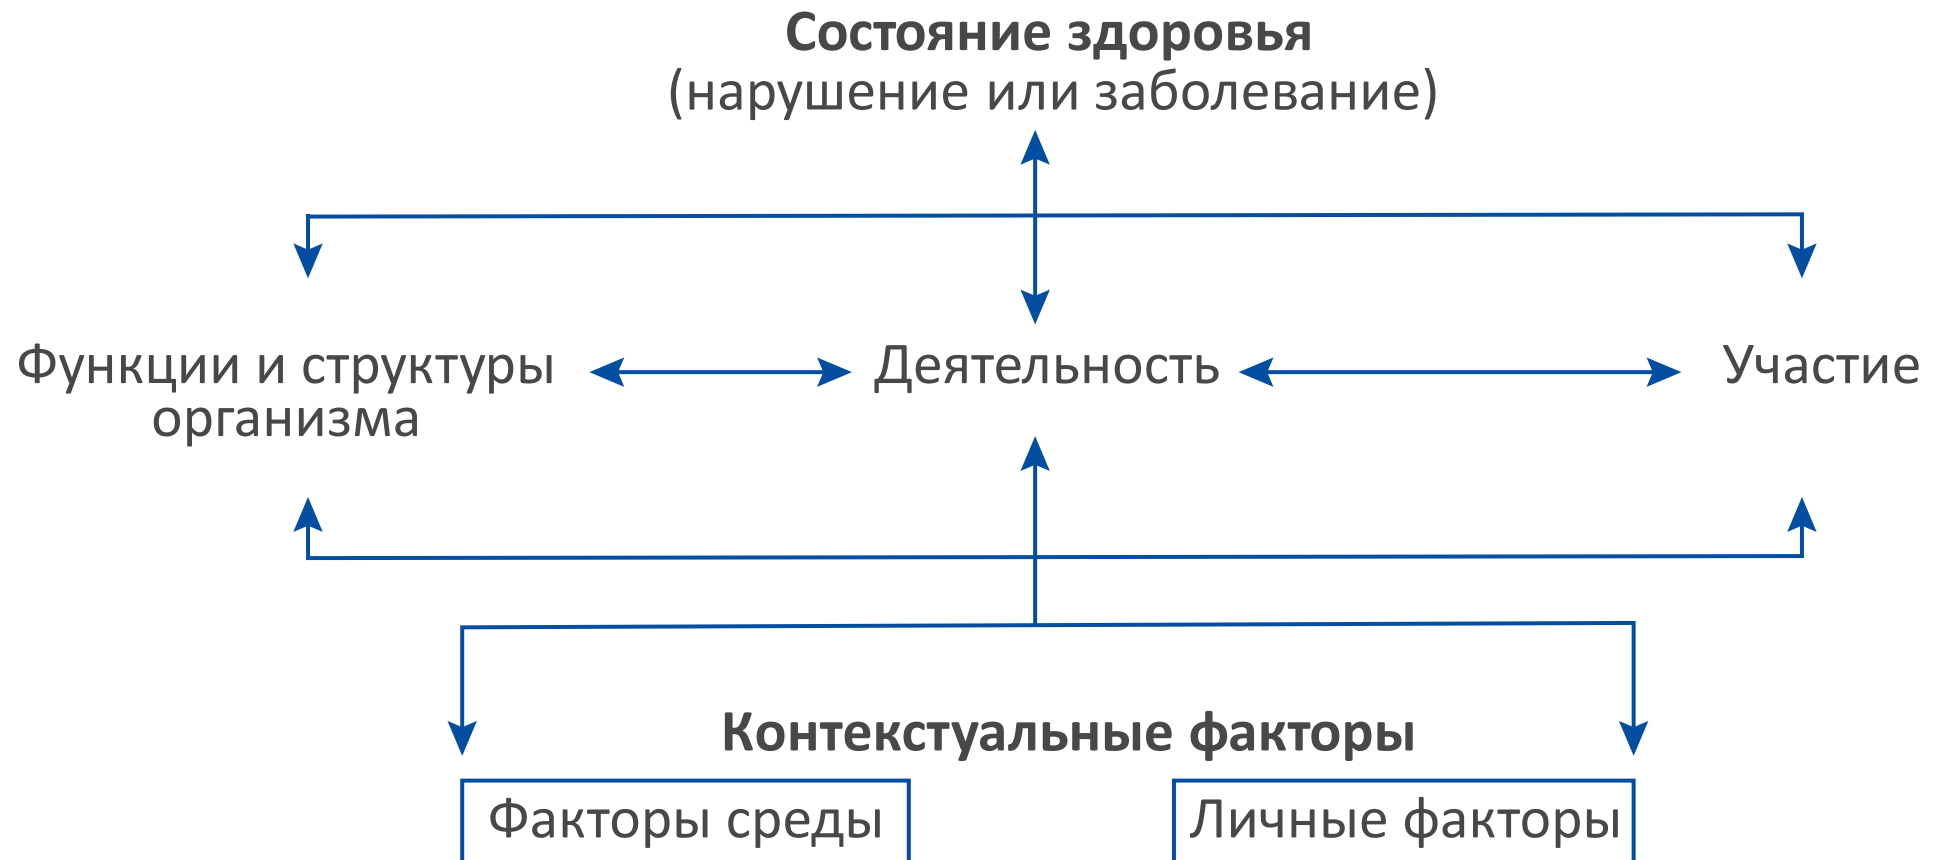 Состояние здоровья
(нарушение или заболевание)
Функции и структуры
организма
Деятельность
Участие
Контекстуальные факторы
Факторы среды
Личные факторы